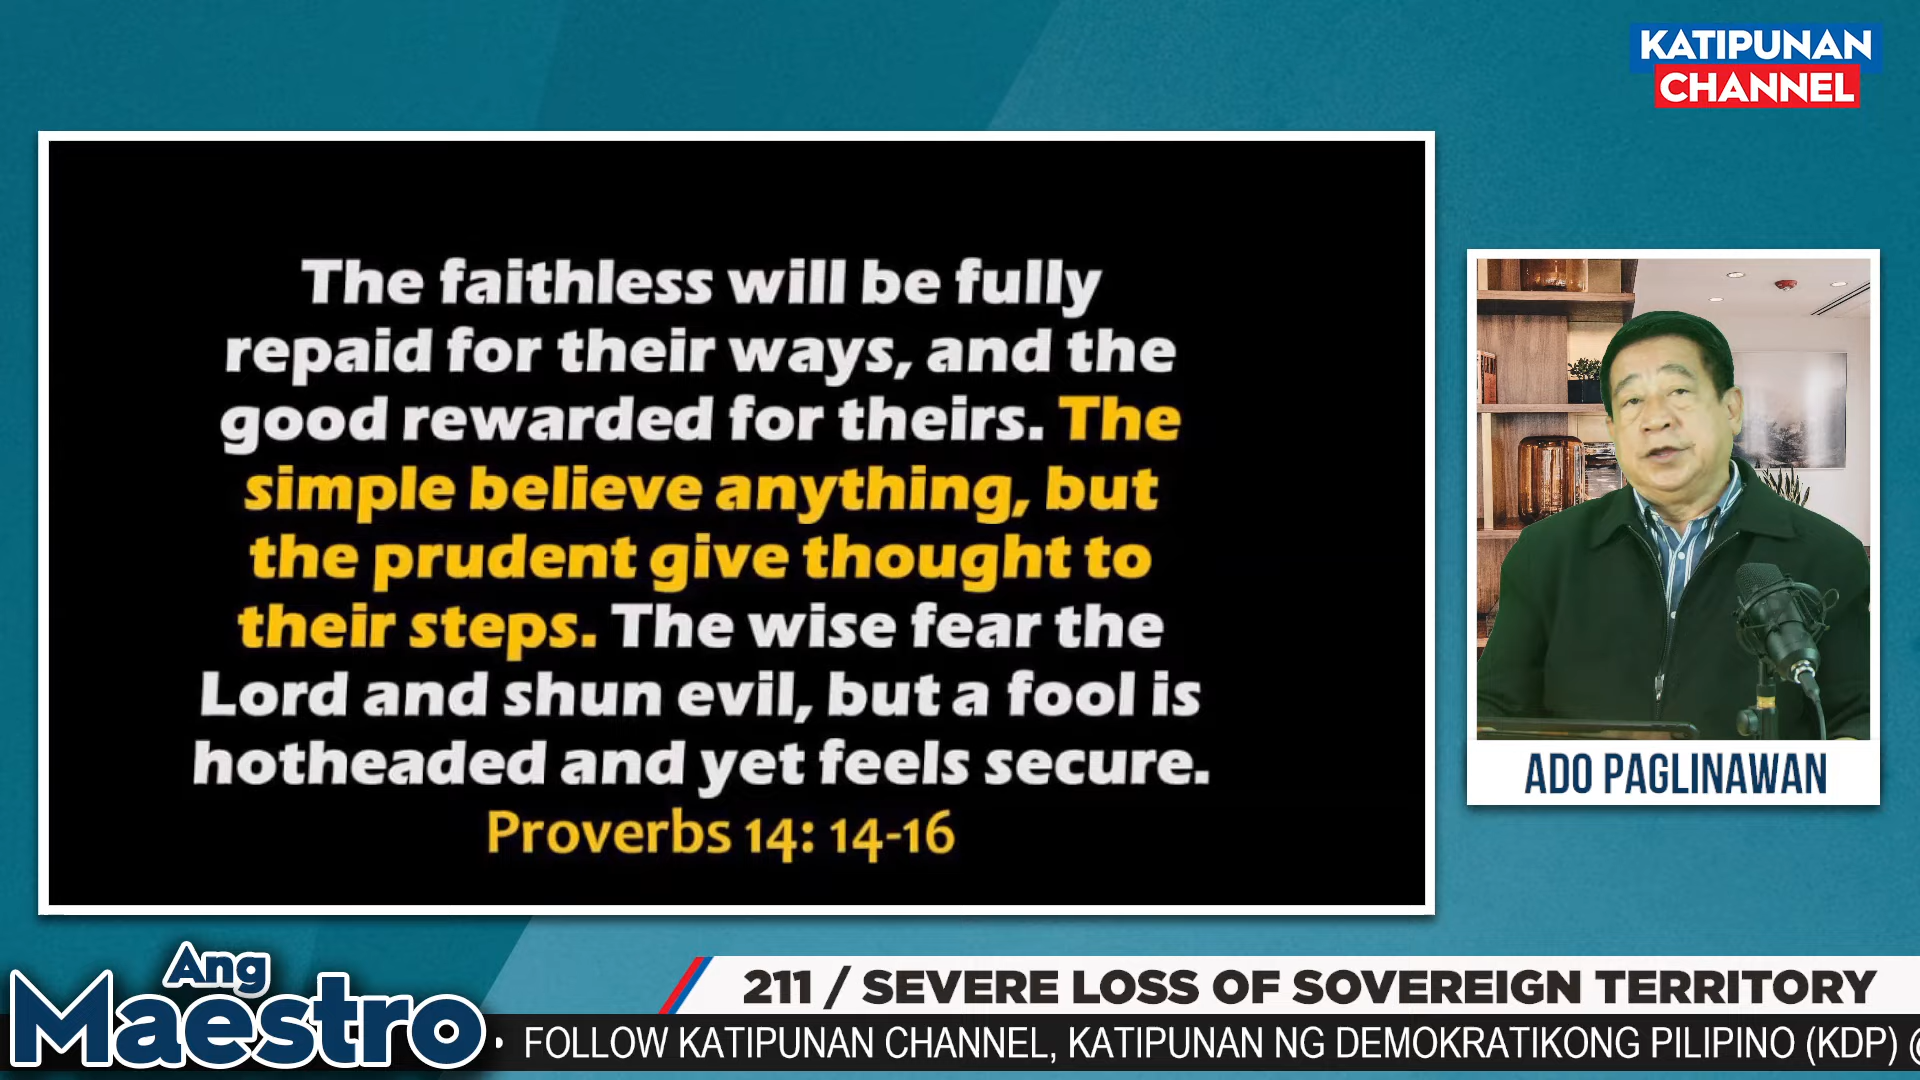 KATIPUNAN
CHANNEL
The faithless will be fully
repaid for their ways, and the
good rewarded for theirs. The
simple believe anything, but
the prudent give thought to
their steps. The wise fear the
Lord and shun evil, but a fool is
hotheaded and yet feels secure.
Proverbs 14: 14-16
ADO PAGLINAWAN
Ang
Maestro
211 / SEVERE LOSS OF SOVEREIGN TERRITORY
• FOLLOW KATIPUNAN CHANNEL, KATIPUNAN NG DEMOKRATIKONG PILIPINO (KDP) @